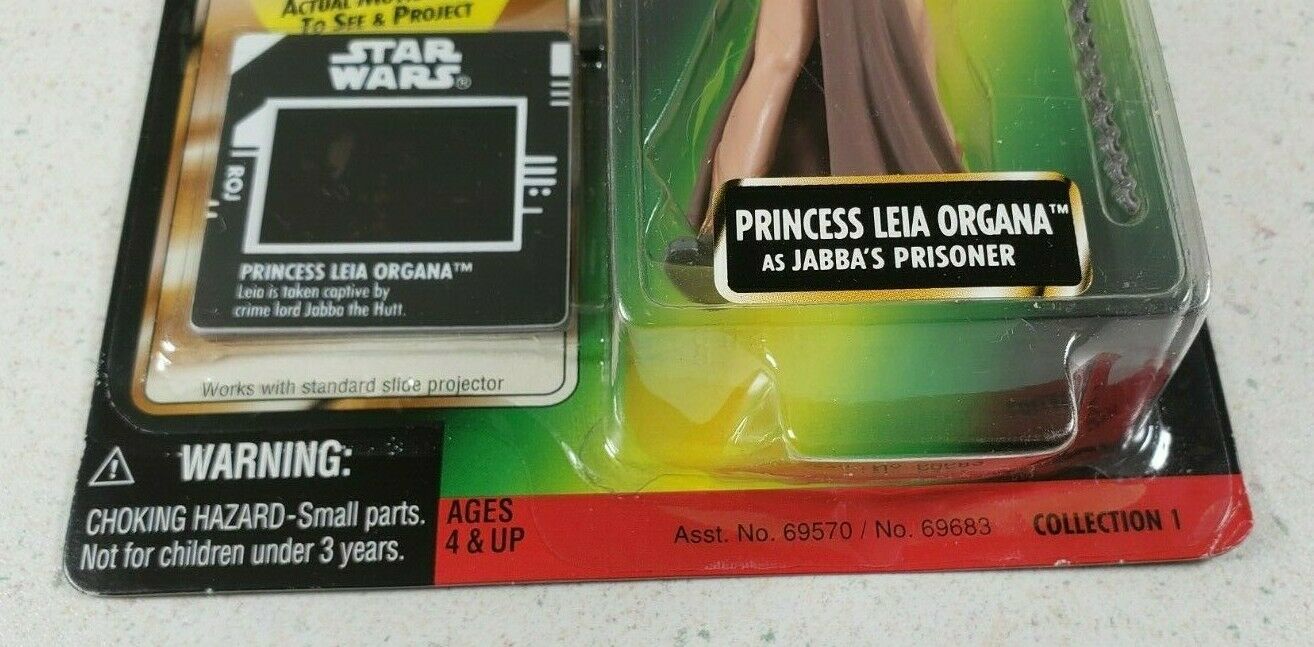 ACTUAL
TO SEE & PROJECT
STAR
WARS®
ROJ
PRINCESS LEIA ORGANA™
Leia is taken captive by
crime lord Jabba the Hutt.
Works with standard slide projector
PRINCESS LEIA ORGANA™
AS JABBA'S PRISONER
WARNING:
CHOKING HAZARD-Small parts.
Not for children under 3 years.
AGES
4 & UP
Asst. No. 69570 / No. 69683
COLLECTION 1